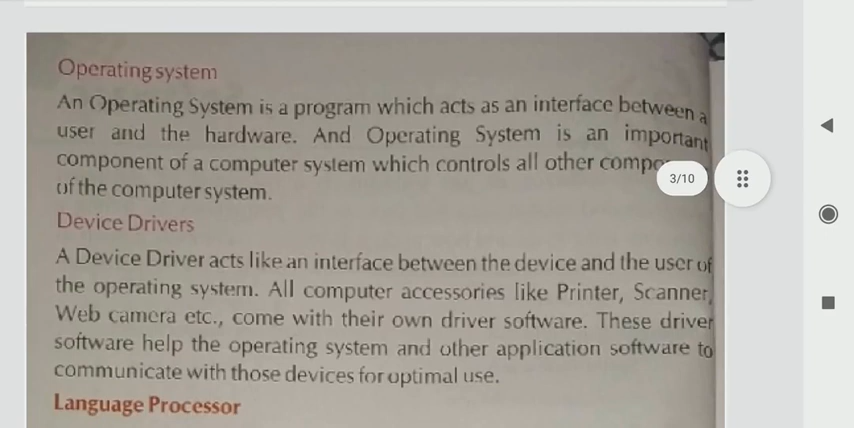 Operating system
An Operating System is a program which acts as an interface between a
user and the hardware. And Operating System is an important
component of a computer system which controls all other
3/10
of the computer system.
Device Drivers
A Device Driver acts like an interface between the device and the user of
the operating system. All computer accessories like Printer, Scanner,
Web camera etc., come with their own driver software. These driver
software help the operating system and other application software to
communicate with those devices for optimal use.
Language Processor